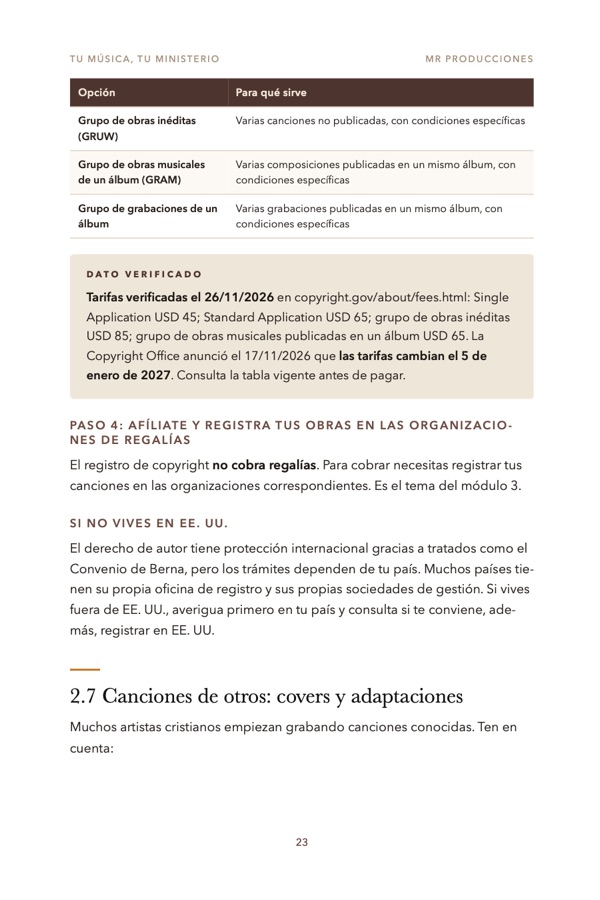 TU MÚSICA, TU MINISTERIO
MR PRODUCCIONES
Opción
Para qué sirve
Grupo de obras inéditas
(GRUW)
Varias canciones no publicadas, con condiciones específicas
Grupo de obras musicales
de un álbum (GRAM)
Varias composiciones publicadas en un mismo álbum, con
condiciones específicas
Grupo de grabaciones de un
álbum
Varias grabaciones publicadas en un mismo álbum, con
condiciones específicas
DATO VERIFICADO
Tarifas verificadas el 26/11/2026 en copyright.gov/about/fees.html: Single
Application USD 45; Standard Application USD 65; grupo de obras inéditas
USD 85; grupo de obras musicales publicadas en un álbum USD 65. La
Copyright Office anunció el 17/11/2026 que las tarifas cambian el 5 de
enero de 2027. Consulta la tabla vigente antes de pagar.
PASO 4: AFÍLIATE Y REGISTRA TUS OBRAS EN LAS ORGANIZACIO-
NES DE REGALÍAS
El registro de copyright no cobra regalías. Para cobrar necesitas registrar tus
canciones en las organizaciones correspondientes. Es el tema del módulo 3.
SI NO VIVES EN EE. UU.
El derecho de autor tiene protección internacional gracias a tratados como el
Convenio de Berna, pero los trámites dependen de tu país. Muchos países tie-
nen su propia oficina de registro y sus propias sociedades de gestión. Si vives
fuera de EE. UU., averigua primero en tu país y consulta si te conviene, ade-
más, registrar en EE. UU.
2.7 Canciones de otros: covers y adaptaciones
Muchos artistas cristianos empiezan grabando canciones conocidas. Ten en
cuenta:
23